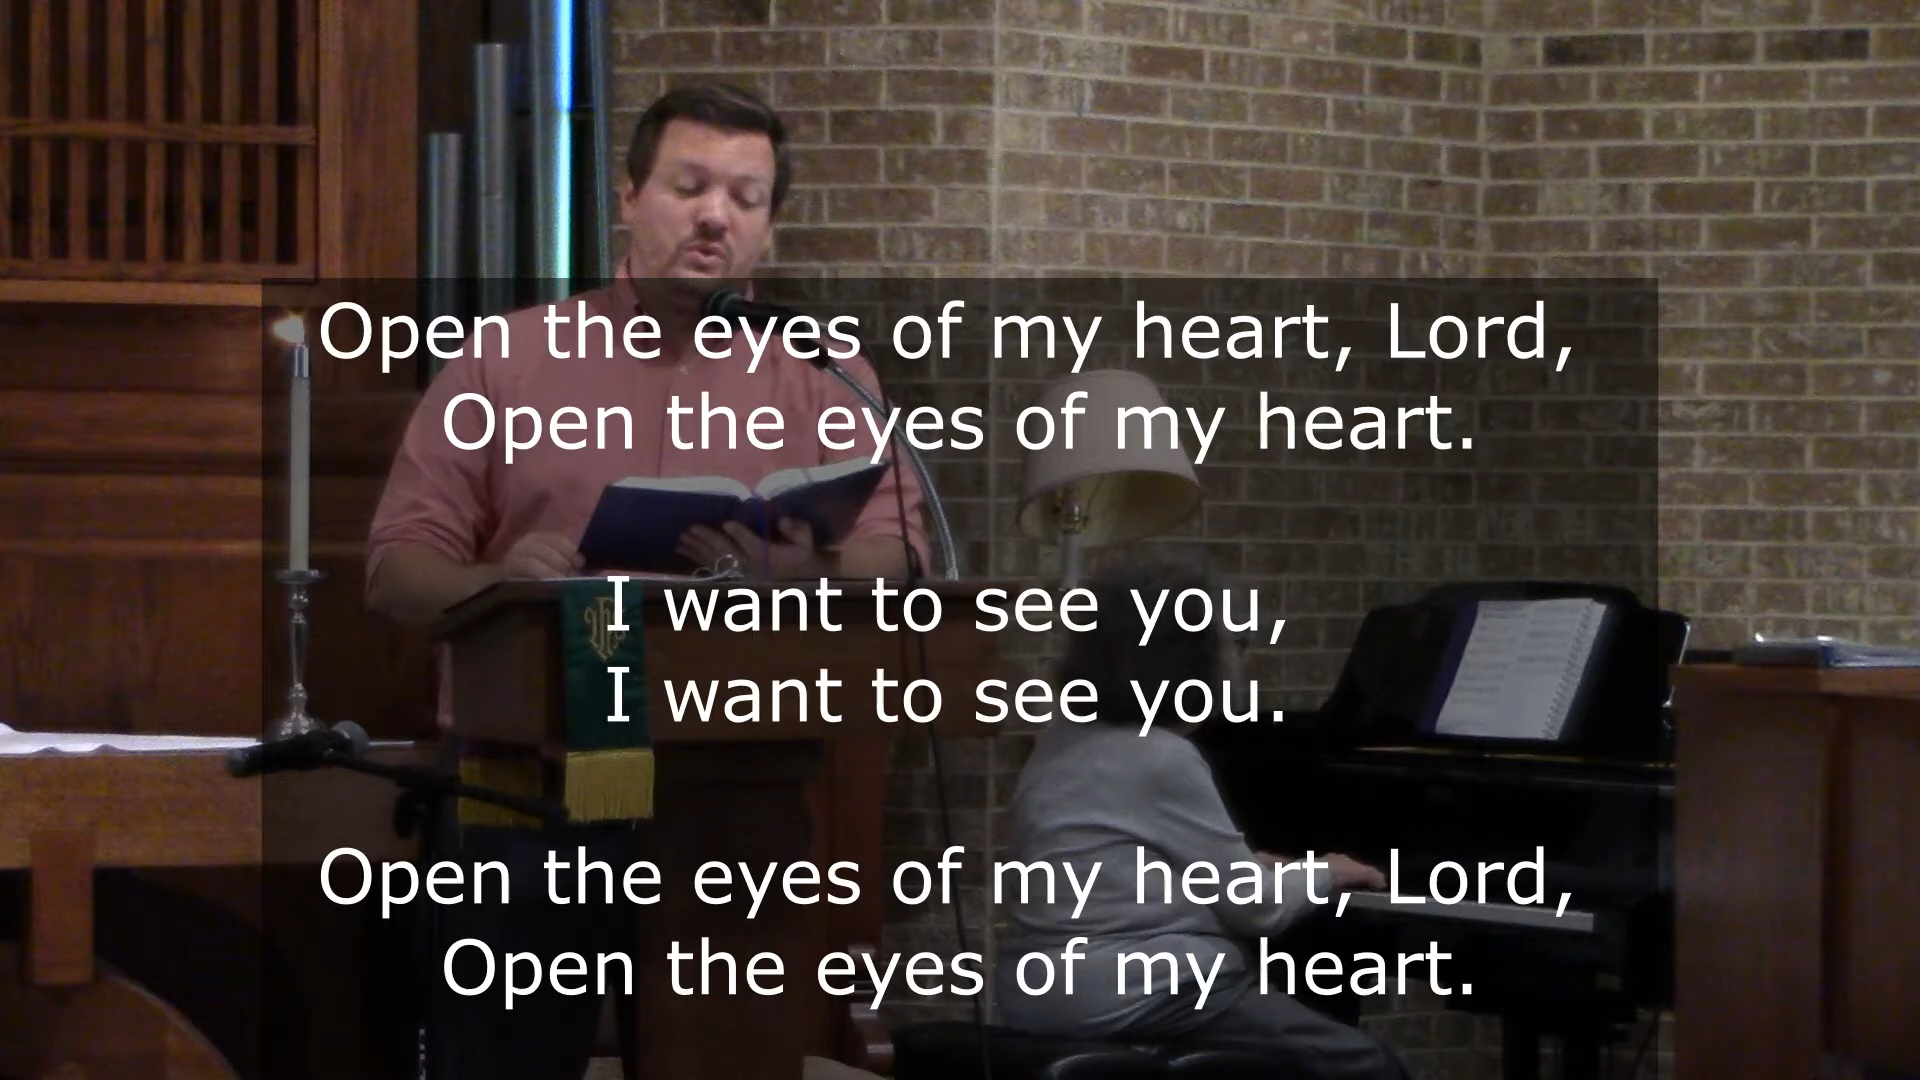 Open the eyes of my heart, Lord,
Open the eyes of my heart.
I want to see you,
I want to see you.
Open the eyes of my heart, Lord,
Open the eyes of my heart.